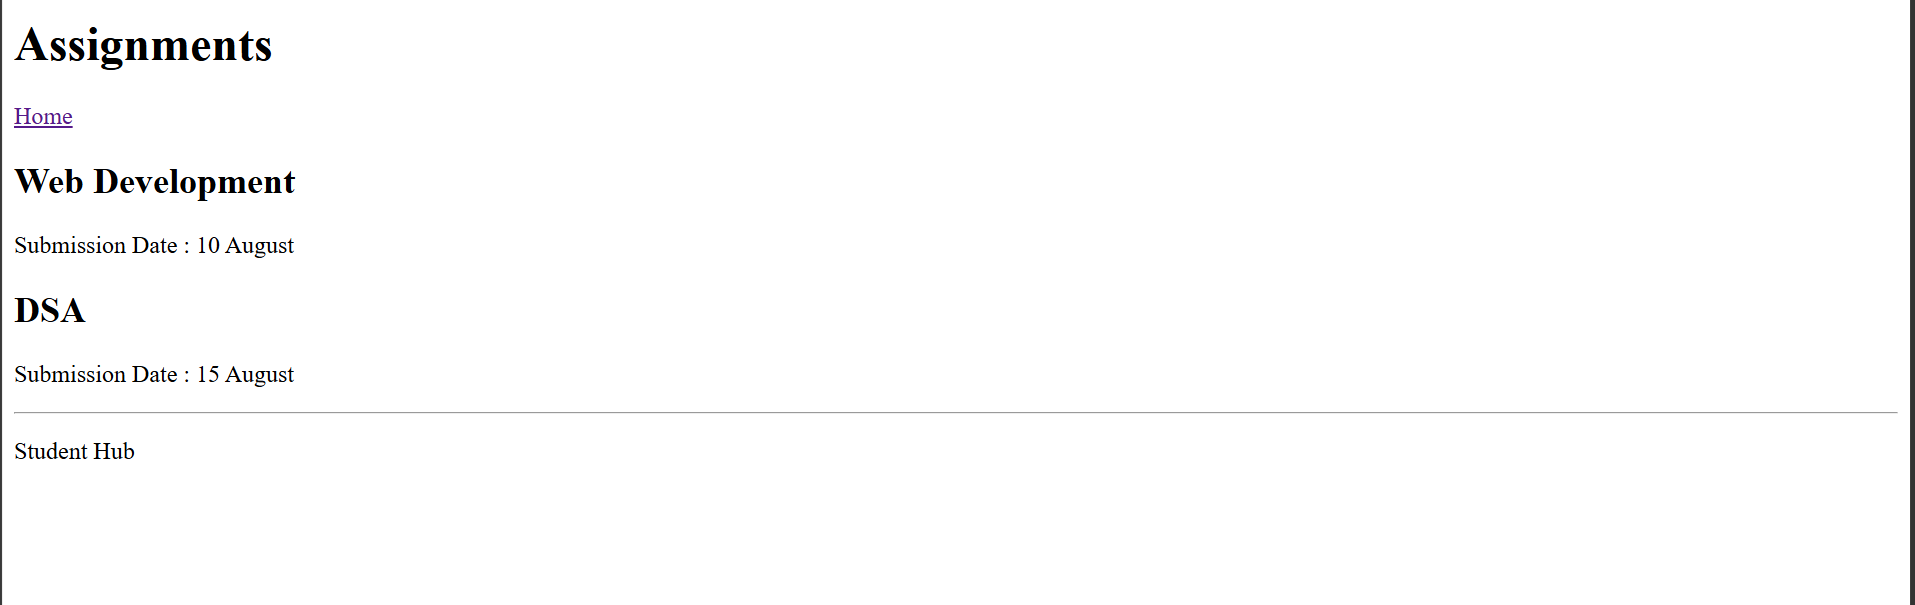 Assignments
Home
Web Development
Submission Date : 10 August
DSA
Submission Date : 15 August
Student Hub